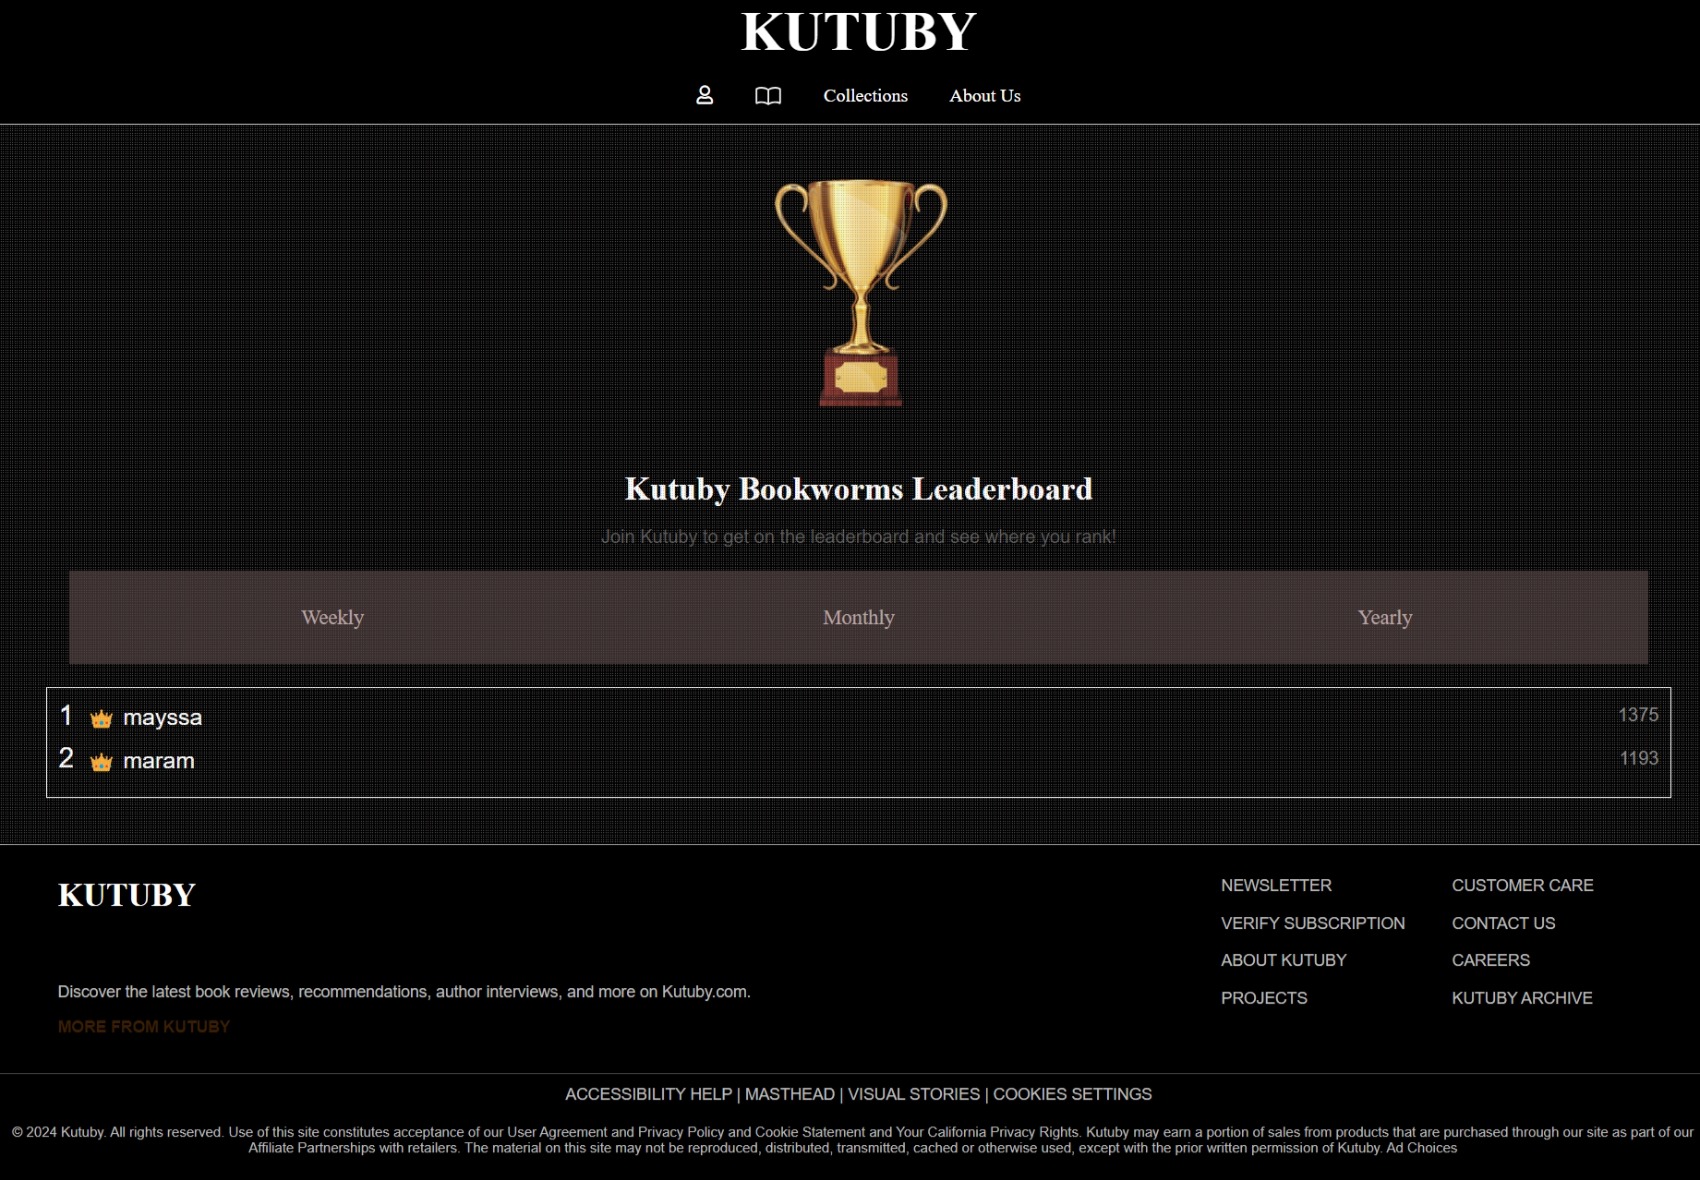 KUTUBY
Collections About Us
Kutuby Bookworms Leaderboard
Join Kutuby to get on the leaderboard and see where you rank!
Weekly Monthly Yearly
1 mayssa 1375
2 maram 1193
KUTUBY
Discover the latest book reviews, recommendations, author interviews, and more on Kutuby.com.
MORE FROM KUTUBY
NEWSLETTER
VERIFY SUBSCRIPTION
ABOUT KUTUBY
PROJECTS
CUSTOMER CARE
CONTACT US
CAREERS
KUTUBY ARCHIVE
ACCESSIBILITY HELP | MASTHEAD | VISUAL STORIES | COOKIES SETTINGS
© 2024 Kutuby. All rights reserved. Use of this site constitutes acceptance of our User Agreement and Privacy Policy and Cookie Statement and Your California Privacy Rights. Kutuby may earn a portion of sales from products that are purchased through our site as part of our
Affiliate Partnerships with retailers. The material on this site may not be reproduced, distributed, transmitted, cached or otherwise used, except with the prior written permission of Kutuby. Ad Choices